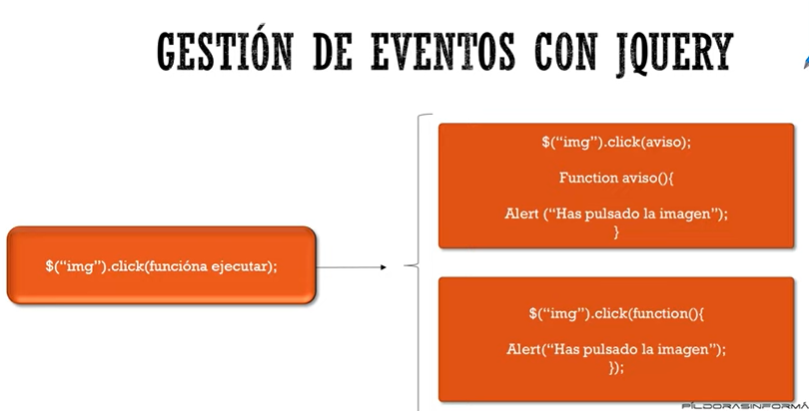 GESTIÓN DE EVENTOS CON JQUERY
$(“img”).click(aviso);
Function aviso(){
Alert (“Has pulsado la imagen”);
}
$(“img”).click(funcióna ejecutar);
$(“img”).click(function(){
Alert(“Has pulsado la imagen”);
});
PÍLDORASINFORMÁ